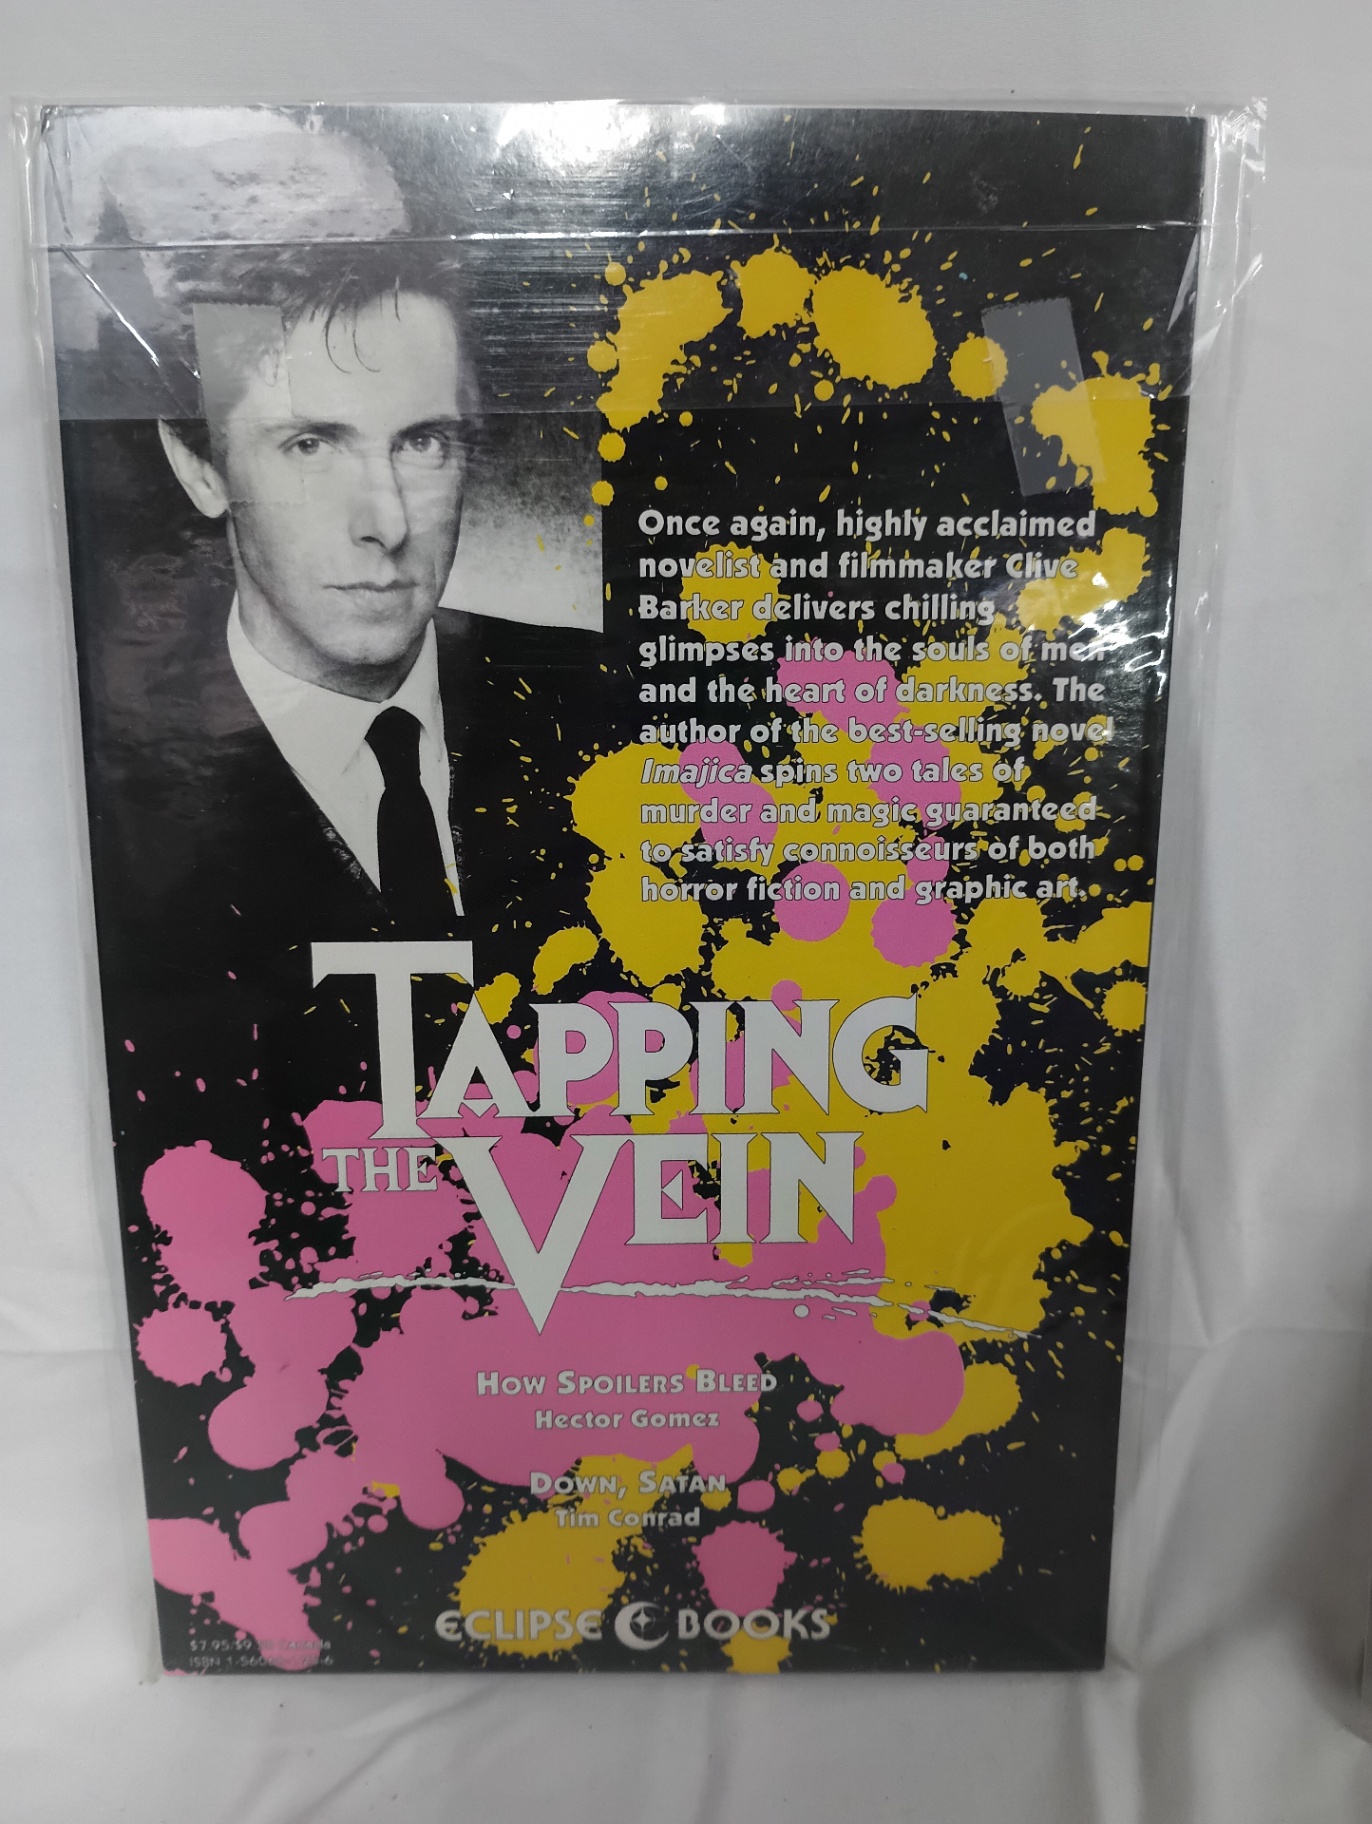 Once again, highly acclaimed
novelist and filmmaker Clive
Barker delivers chilling
glimpses into the souls of men
and the heart of darkness. The
author of the best-selling novel
Imajica spins two tales of
murder and magic guaranteed
to satisfy connoisseurs of both
horror fiction and graphic art.
TAPPING
THE VEIN
HOW SPOILERS BLEED
Hector Gomez
DOWN, SATAN
Tim Conrad
ECLIPSE BOOKS
$7.95 Canada
ISBN